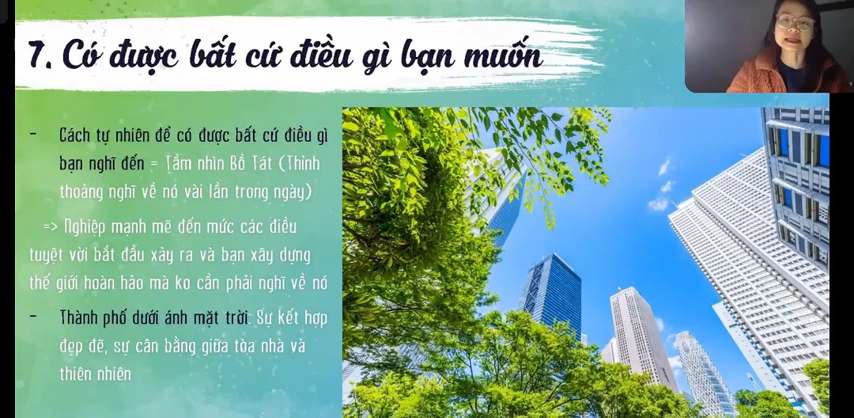 7. Có được bất cứ điều gì bạn muốn
- Cách tự nhiên để có được bất cứ điều gì
bạn nghĩ đến = Tầm nhìn Bồ Tát (Thỉnh
thoảng nghĩ về nó vài lần trong ngày)
=> Nghiệp mạnh mẽ đến mức các điều
tuyệt vời bắt đầu xảy ra và bạn xây dựng
thế giới hoàn hảo mà ko cần phải nghĩ về nó
- Thành phố dưới ánh mặt trời: Sự kết hợp
đẹp đẽ, sự cân bằng giữa tòa nhà và
thiên nhiên